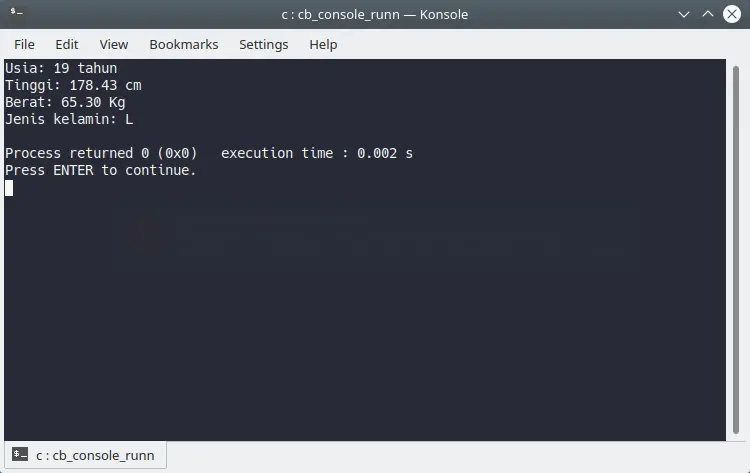 c : cb_console_runn — Konsole
File Edit View Bookmarks Settings Help
Usia: 19 tahun
Tinggi: 178.43 cm
Berat: 65.30 Kg
Jenis kelamin: L
Process returned 0 (0x0)   execution time : 0.002 s
Press ENTER to continue.
c : cb_console_runn